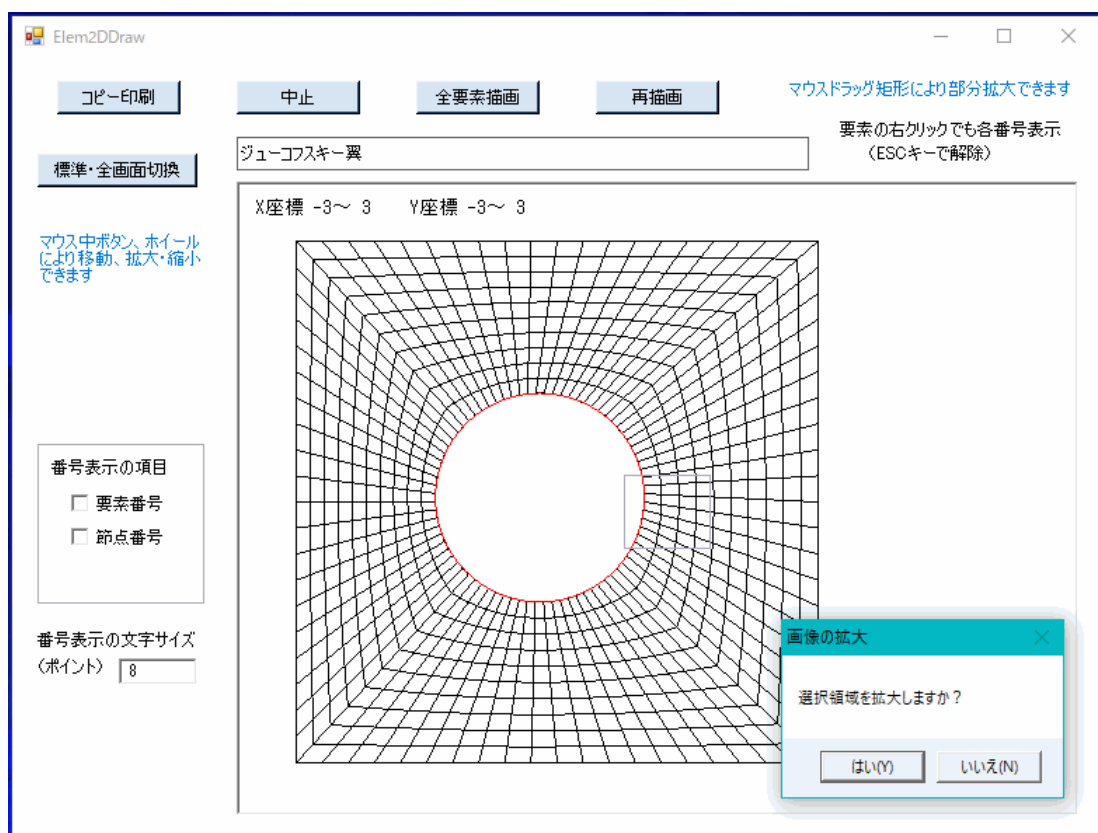 Elem2DDraw
コピー印刷
中止
全要素描画
再描画
マウスドラッグ矩形により部分拡大できます
要素の右クリックでも各番号表示
(ESCキーで解除)
標準・全画面切換
ジューコフスキー翼
X座標 -3～ 3 Y座標 -3～ 3
マウス中ボタン、ホイール
により移動、拡大・縮小
できます
番号表示の項目
要素番号
節点番号
番号表示の文字サイズ
(ポイント) 8
画像の拡大
選択領域を拡大しますか？
はい(Y)
いいえ(N)